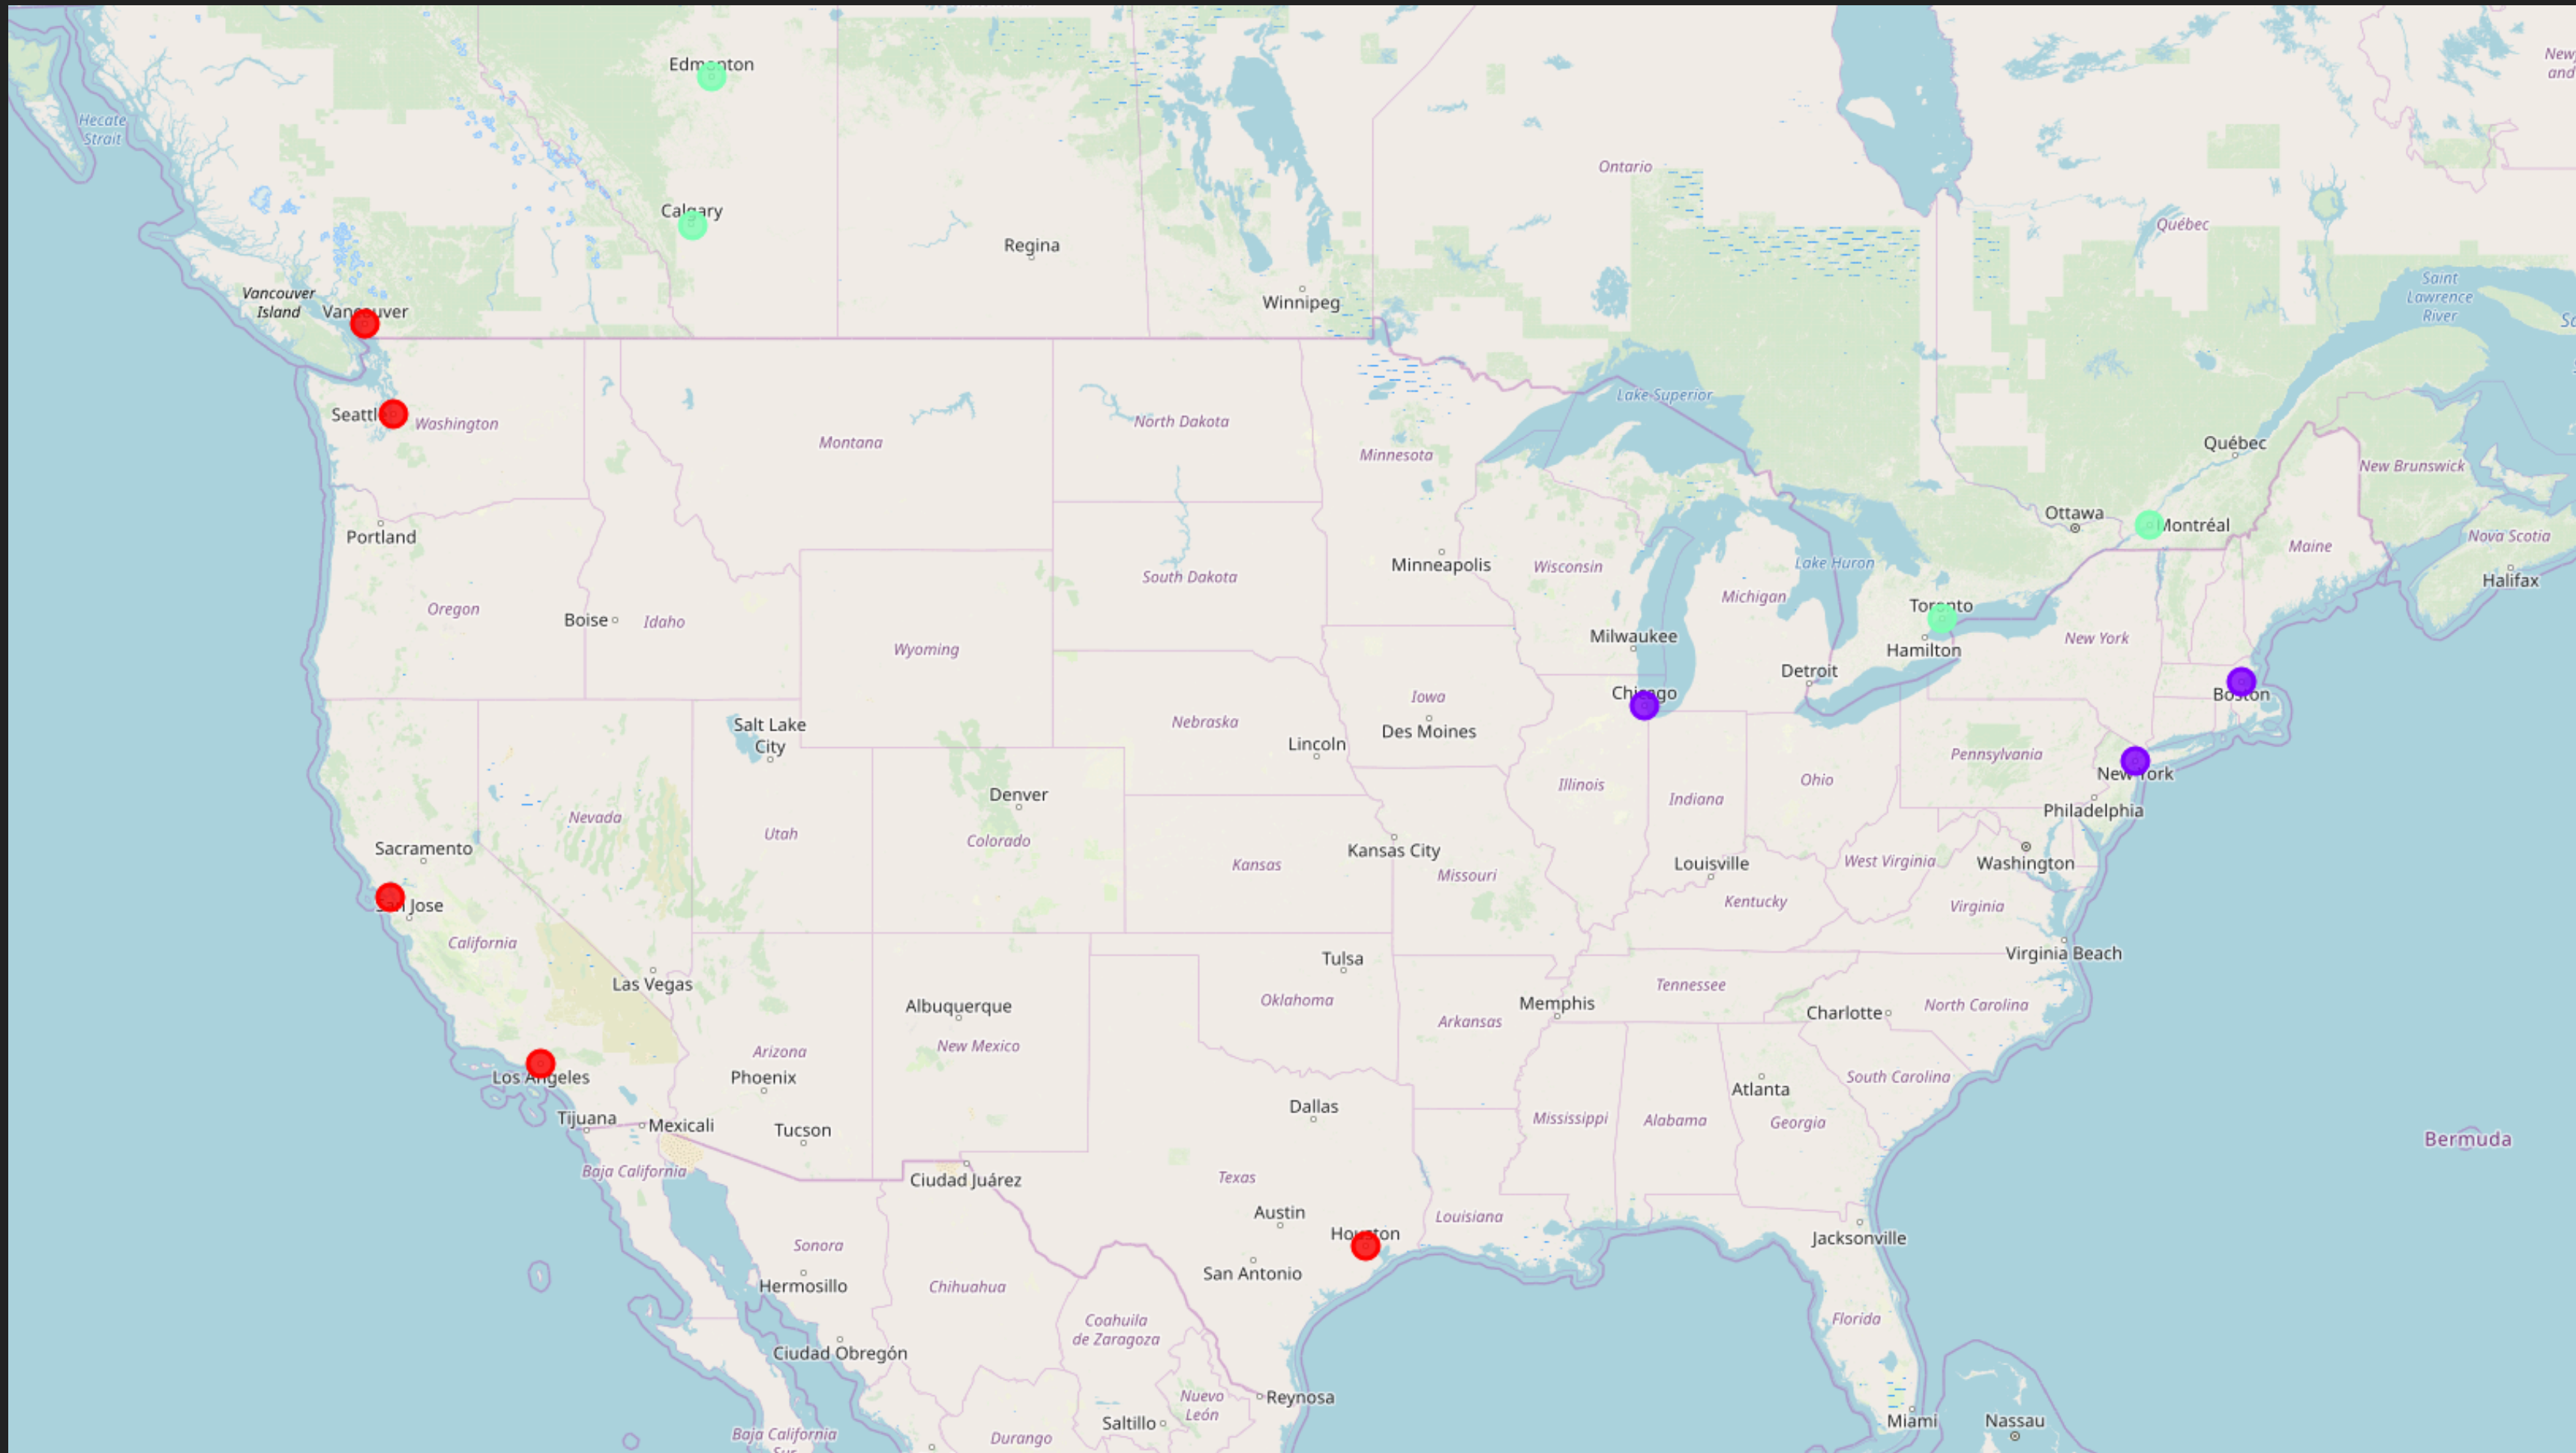 Edmonton
New
and
Hecate
Strait
Ontario
Calgary
Québec
Regina
Vancouver
Island
Vancouver
Winnipeg
Saint
Lawrence
River
Seattle
Washington
Montana
North Dakota
Minnesota
Lake Superior
Québec
New Brunswick
Portland
Ottawa
Montréal
Nova Scotia
Maine
Halifax
Minneapolis
Wisconsin
Lake Huron
South Dakota
Michigan
Oregon
Boise
Idaho
Toronto
Hamilton
New York
Wyoming
Milwaukee
Detroit
Chicago
Boston
Iowa
Des Moines
Nebraska
Lincoln
Salt Lake
City
Pennsylvania
New York
Philadelphia
Nevada
Utah
Denver
Colorado
Illinois
Indiana
Ohio
Sacramento
Kansas City
Kansas
Missouri
Louisville
Kentucky
West Virginia
Washington
Virginia
San Jose
California
Virginia Beach
Las Vegas
Tulsa
Oklahoma
Albuquerque
New Mexico
Arkansas
Memphis
Tennessee
Charlotte
North Carolina
Arizona
Phoenix
Los Angeles
Tijuana
Mexicali
Tucson
Dallas
Atlanta
South Carolina
Mississippi
Alabama
Georgia
Bermuda
Baja California
Ciudad Juárez
Texas
Austin
Houston
Louisiana
San Antonio
Jacksonville
Sonora
Hermosillo
Chihuahua
Coahuila
de Zaragoza
Florida
Ciudad Obregón
Reynosa
Nuevo
León
Saltillo
Durango
Baja California
Sur
Miami
Nassau